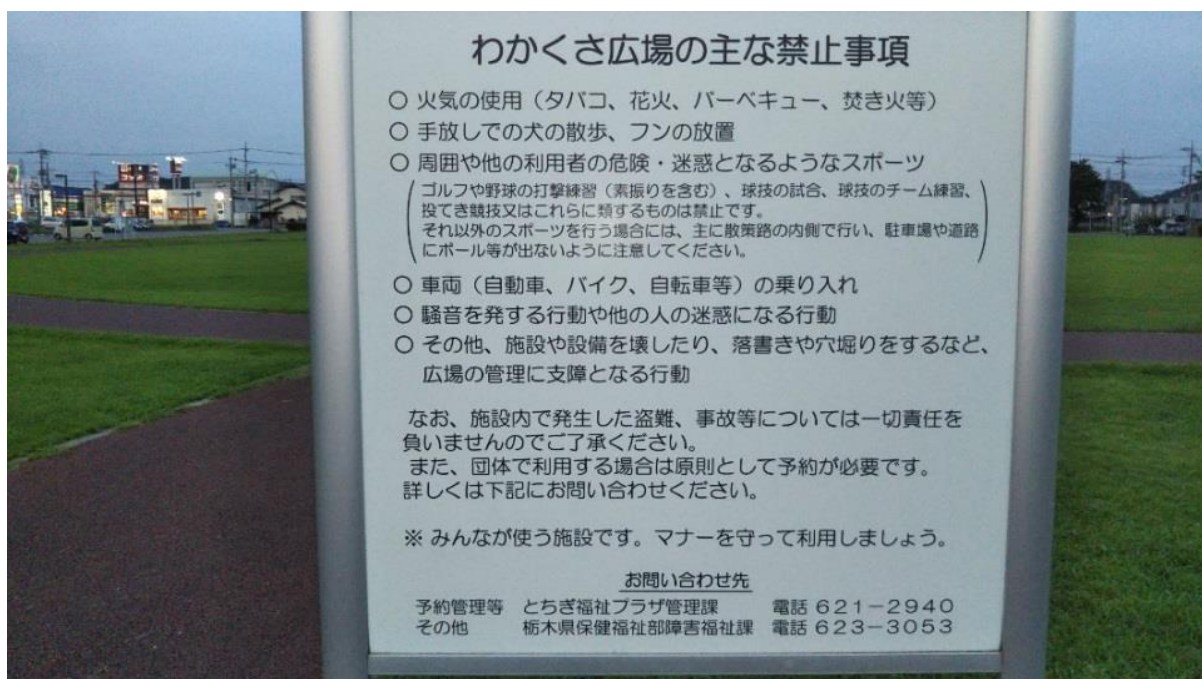 わかくさ広場の主な禁止事項
○ 火気の使用（タバコ、花火、バーベキュー、焚き火等）
○ 手放しでの犬の散歩、フンの放置
○ 周囲や他の利用者の危険・迷惑となるようなスポーツ
（ゴルフや野球の打撃練習（素振りを含む）、球技の試合、球技のチーム練習、
投てき競技又はこれらに類するものは禁止です。
それ以外のスポーツを行う場合には、主に散策路の内側で行い、駐車場や道路
にボール等が出ないように注意してください。）
○ 車両（自動車、バイク、自転車等）の乗り入れ
○ 騒音を発する行動や他の人の迷惑になる行動
○ その他、施設や設備を壊したり、落書きや穴堀りをするなど、
広場の管理に支障となる行動
なお、施設内で発生した盗難、事故等については一切責任を
負いませんのでご了承ください。
また、団体で利用する場合は原則として予約が必要です。
詳しくは下記にお問い合わせください。
※ みんなが使う施設です。マナーを守って利用しましょう。
お問い合わせ先
予約管理等 とちぎ福祉プラザ管理課 電話 621－2940
その他 栃木県保健福祉部障害福祉課 電話 623－3053